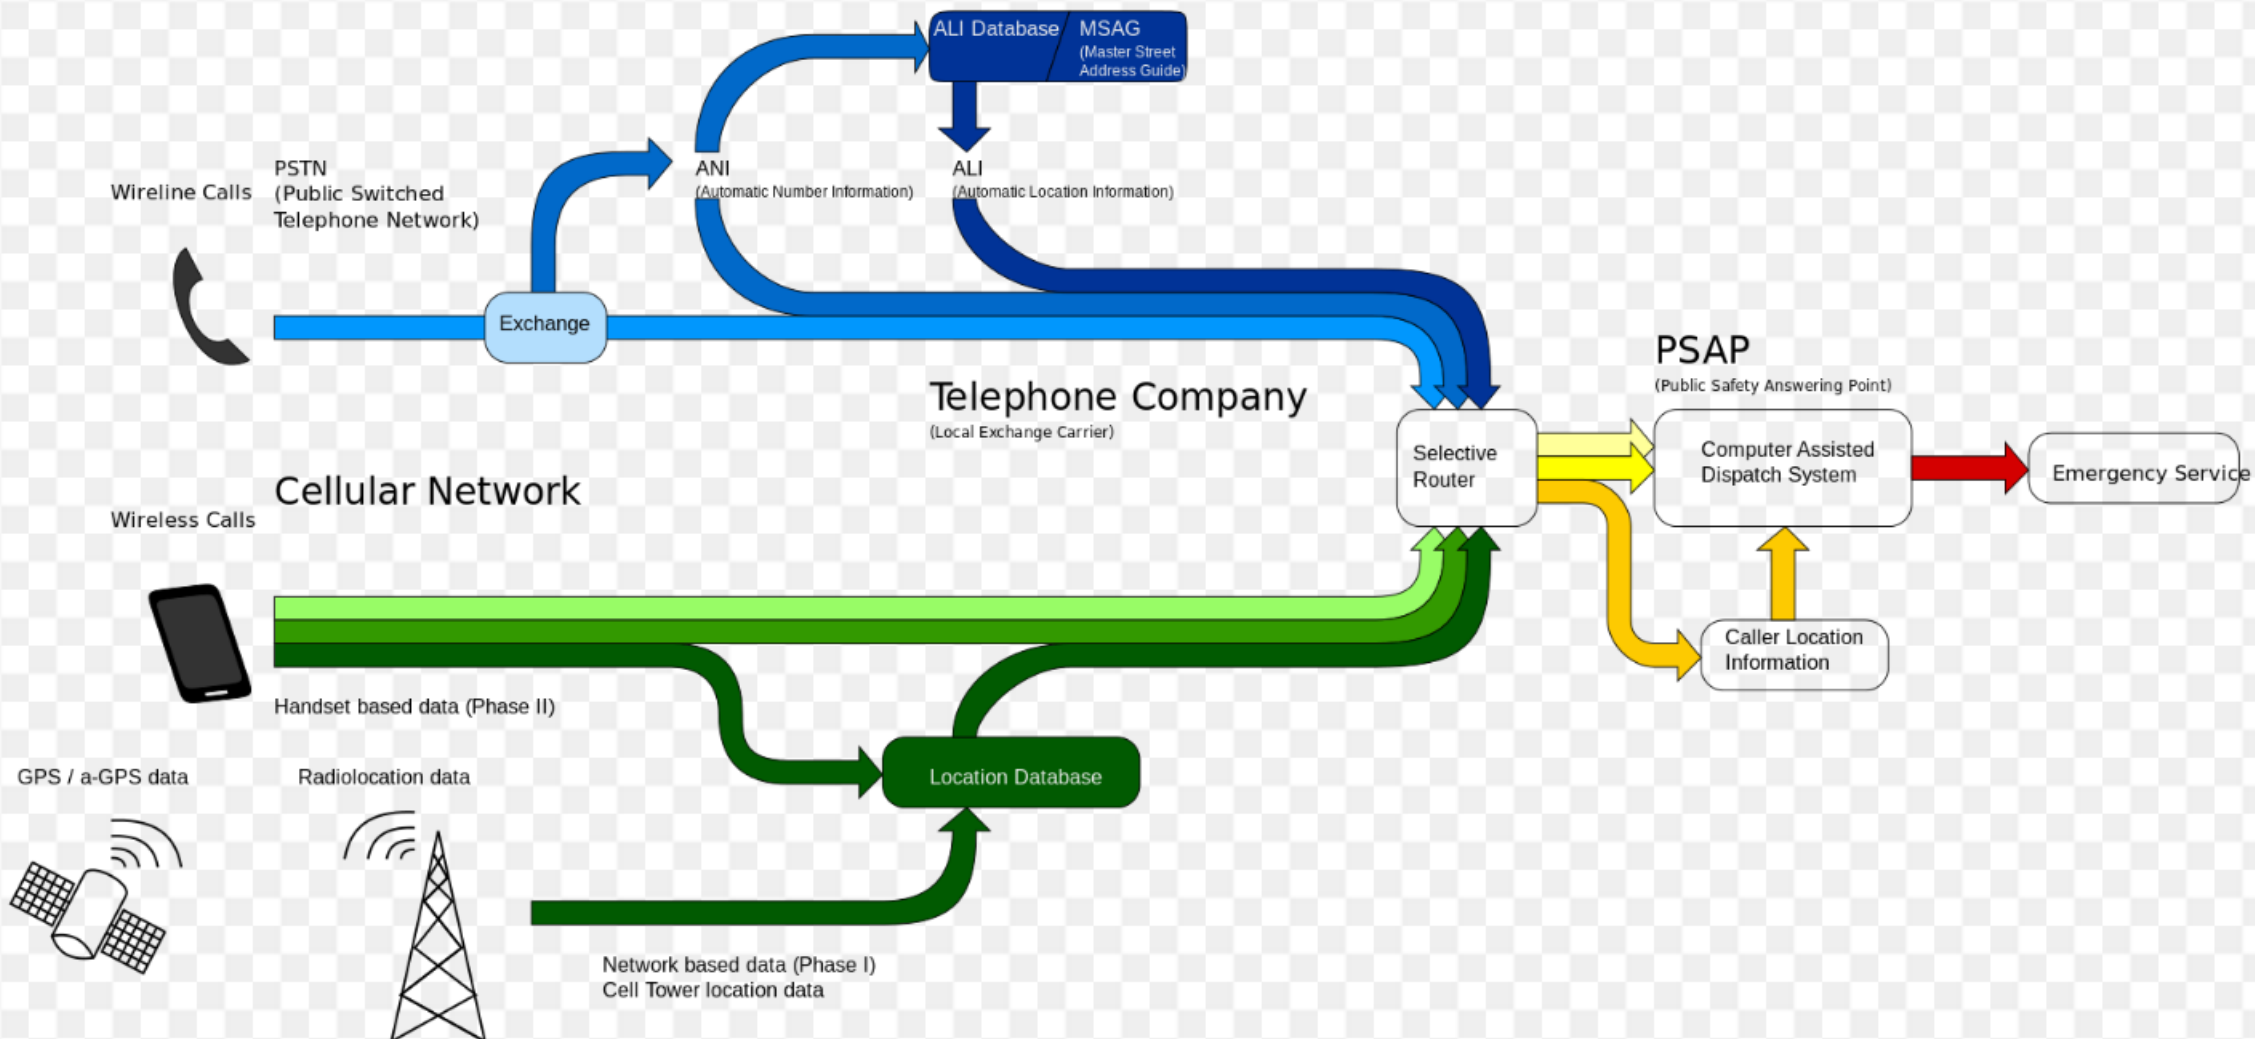 ALI Database
MSAG
(Master Street
Address Guide)
Wireline Calls
PSTN
(Public Switched
Telephone Network)
ANI
(Automatic Number Information)
ALI
(Automatic Location Information)
Exchange
Telephone Company
(Local Exchange Carrier)
PSAP
(Public Safety Answering Point)
Selective
Router
Computer Assisted
Dispatch System
Emergency Service
Cellular Network
Wireless Calls
Caller Location
Information
Handset based data (Phase II)
GPS / a-GPS data
Radiolocation data
Location Database
Network based data (Phase I)
Cell Tower location data